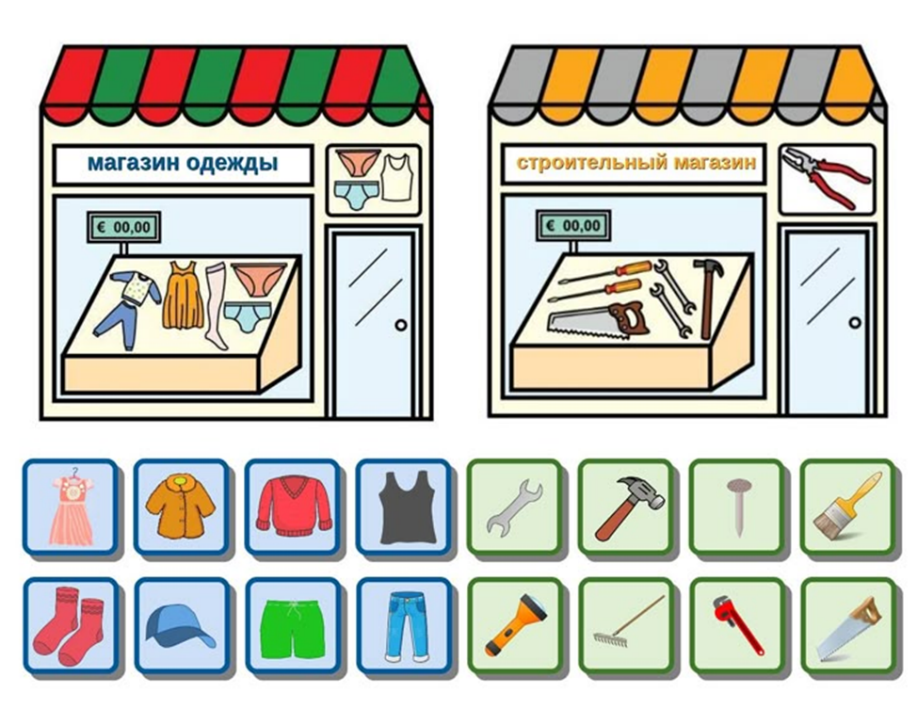 магазин одежды
строительный магазин
€ 00,00
€ 00,00